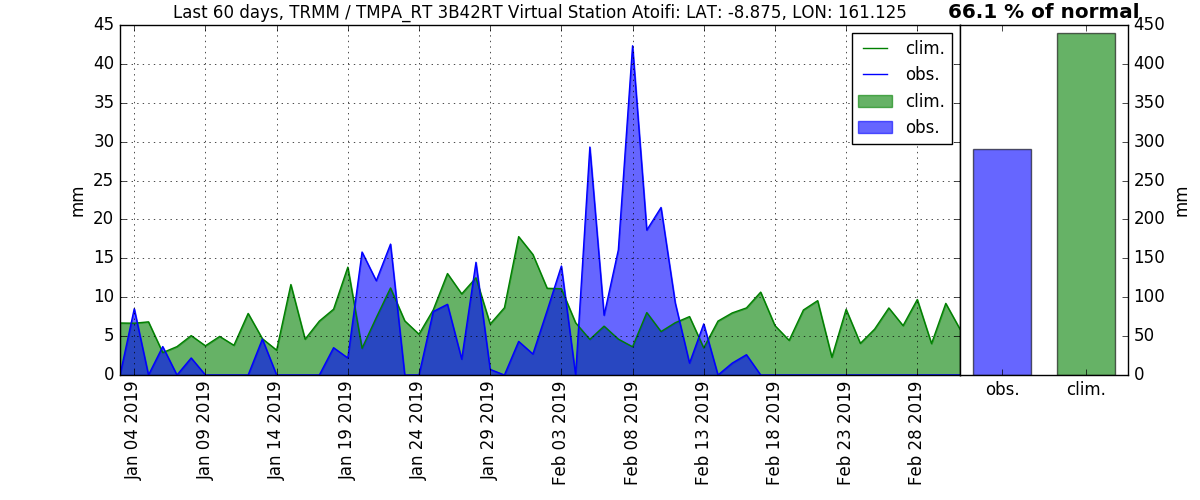 Last 60 days, TRMM / TMPA_RT 3B42RT Virtual Station Atoifi: LAT: -8.875, LON: 161.125
66.1 % of normal
45
40
35
30
25
20
15
10
5
0
mm
clim.
obs.
clim.
obs.
450
400
350
300
250
200
150
100
50
0
mm
Jan 04 2019
Jan 09 2019
Jan 14 2019
Jan 19 2019
Jan 24 2019
Jan 29 2019
Feb 03 2019
Feb 08 2019
Feb 13 2019
Feb 18 2019
Feb 23 2019
Feb 28 2019
obs.
clim.